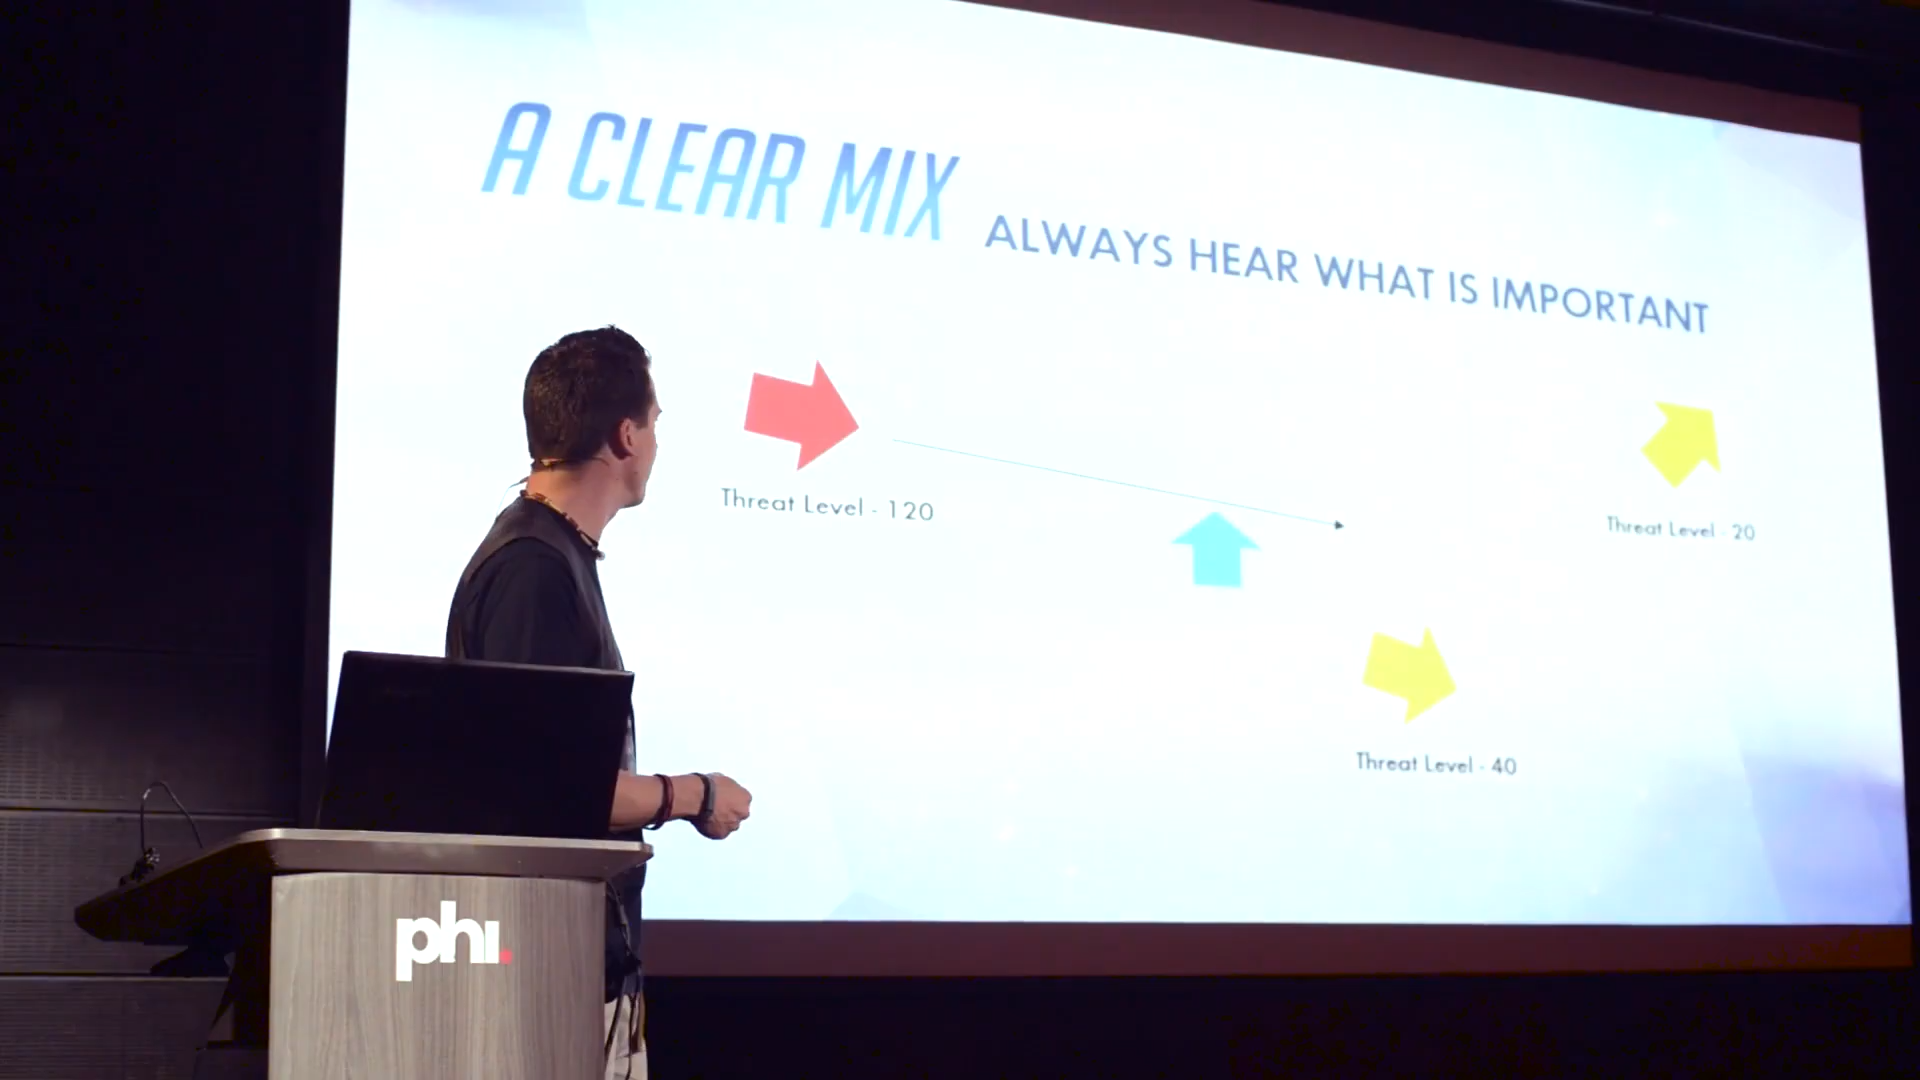 A CLEAR MIX ALWAYS HEAR WHAT IS IMPORTANT
Threat Level - 120
Threat Level - 20
Threat Level - 40
phi.